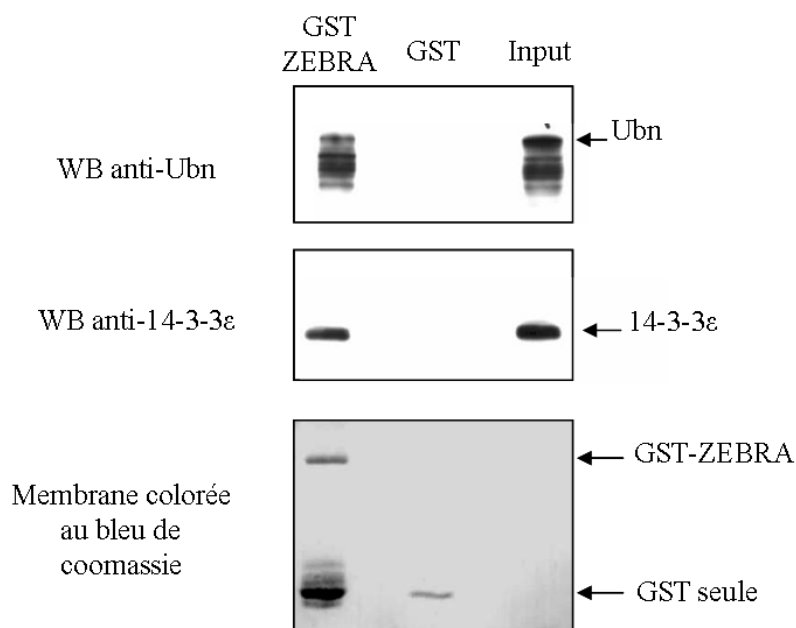 GST
ZEBRA
GST
Input
WB anti-Ubn
Ubn
WB anti-14-3-3ε
14-3-3ε
Membrane colorée
au bleu de
coomassie
GST-ZEBRA
GST seule